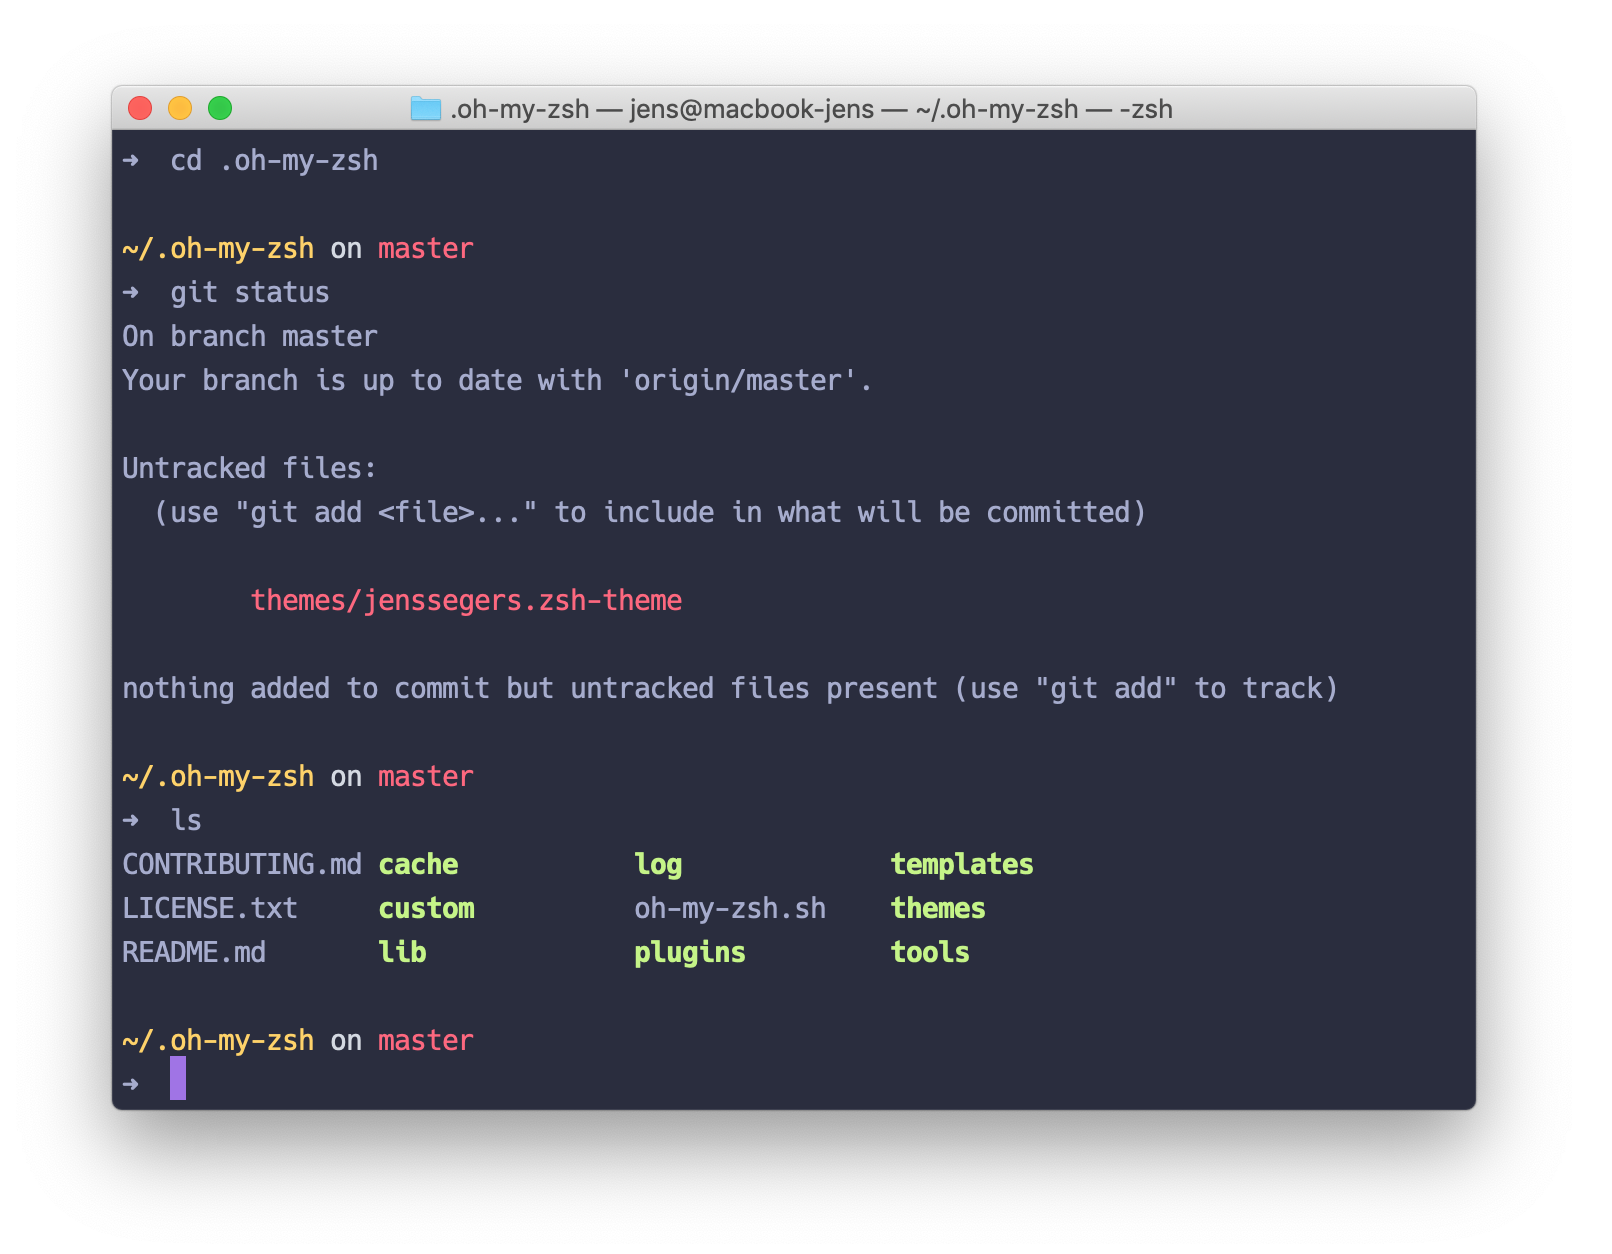 .oh-my-zsh — jens@macbook-jens — ~/.oh-my-zsh — -zsh
➜  cd .oh-my-zsh

~/.oh-my-zsh on master
➜  git status
On branch master
Your branch is up to date with 'origin/master'.

Untracked files:
  (use "git add <file>..." to include in what will be committed)

        themes/jenssegers.zsh-theme

nothing added to commit but untracked files present (use "git add" to track)

~/.oh-my-zsh on master
➜  ls
CONTRIBUTING.md cache           log             templates
LICENSE.txt     custom          oh-my-zsh.sh    themes
README.md       lib             plugins         tools

~/.oh-my-zsh on master
➜